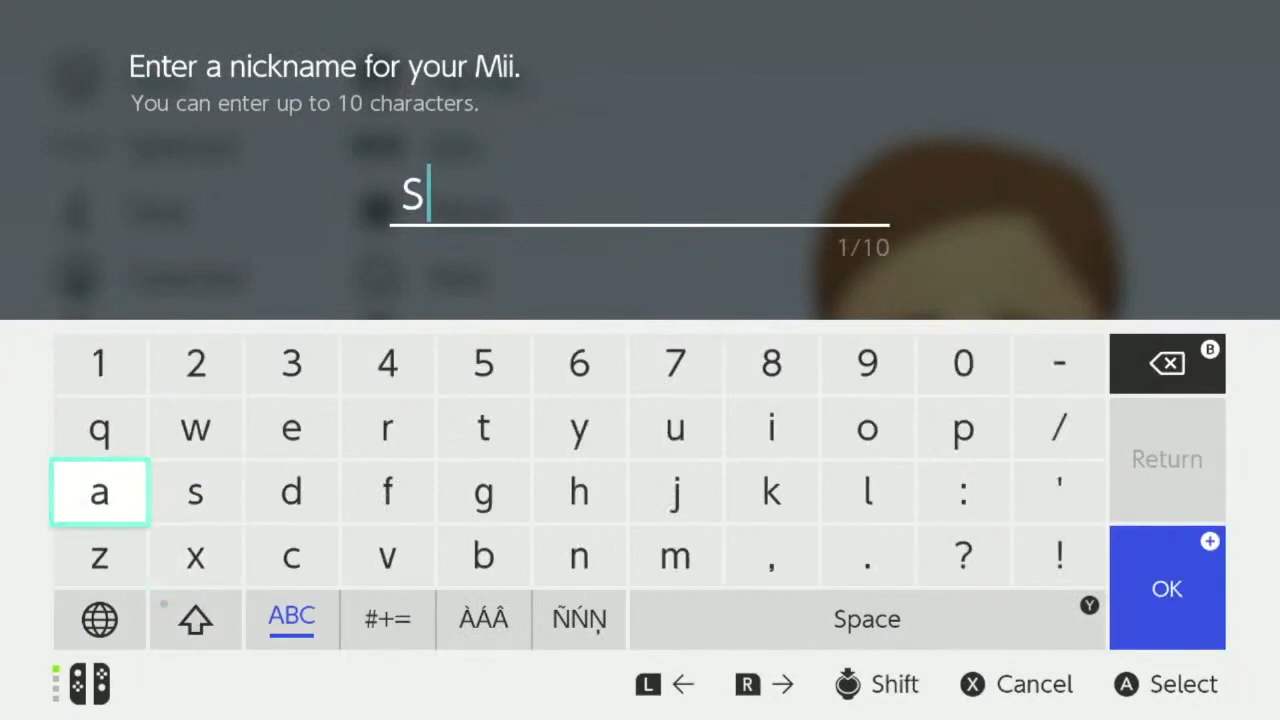 Enter a nickname for your Mii.
You can enter up to 10 characters.
S
1/10
1 2 3 4 5 6 7 8 9 0 - B
q w e r t y u i o p / Return
a s d f g h j k l : '
z x c v b n m , . ? ! OK +
ABC #+= ÀÁÂ ÑŃŅ Space Y
L ← R → Shift X Cancel A Select